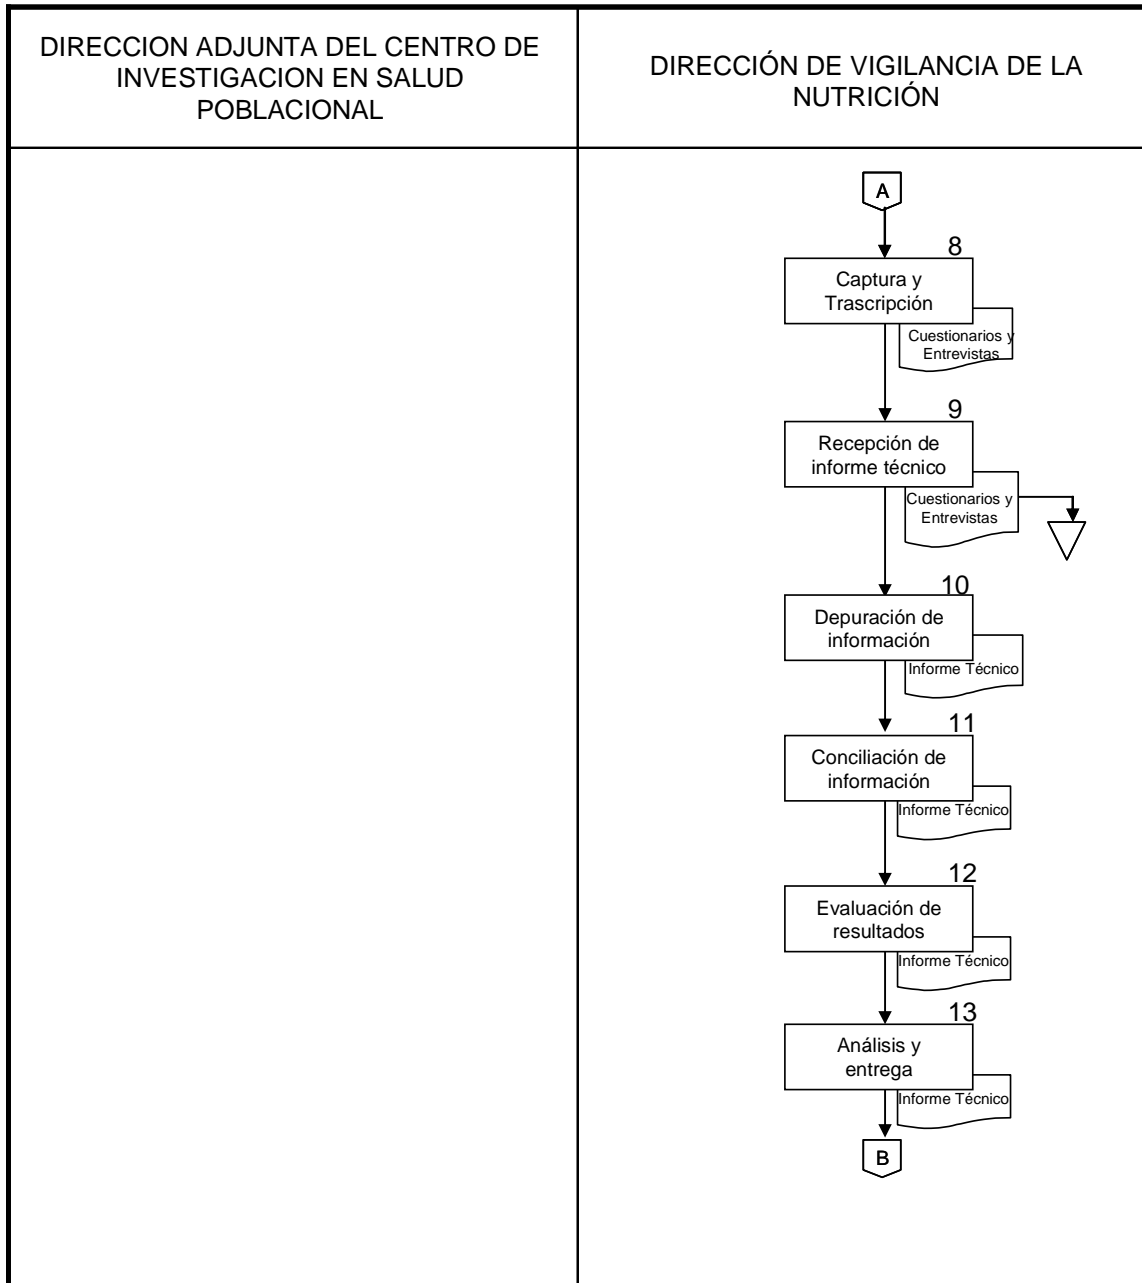 DIRECCION ADJUNTA DEL CENTRO DE
INVESTIGACION EN SALUD
POBLACIONAL
DIRECCIÓN DE VIGILANCIA DE LA
NUTRICIÓN
A
8
Captura y
Trascripción
Cuestionarios y
Entrevistas
9
Recepción de
informe técnico
Cuestionarios y
Entrevistas
10
Depuración de
información
Informe Técnico
11
Conciliación de
información
Informe Técnico
12
Evaluación de
resultados
Informe Técnico
13
Análisis y
entrega
Informe Técnico
B